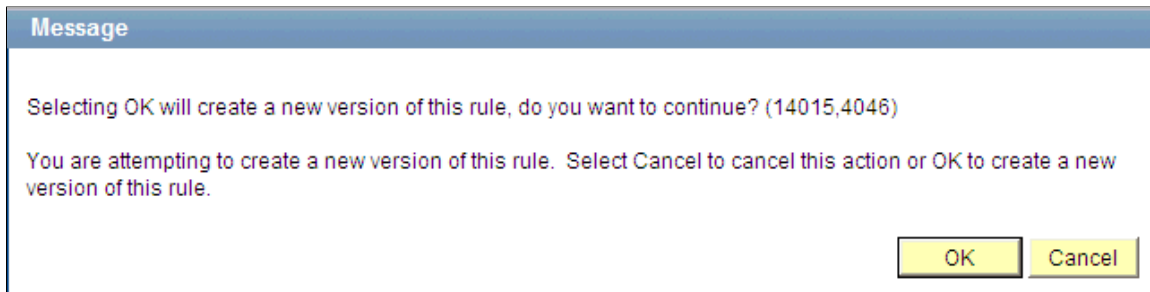 Message
Selecting OK will create a new version of this rule, do you want to continue? (14015,4046)
You are attempting to create a new version of this rule.  Select Cancel to cancel this action or OK to create a new
version of this rule.
OK Cancel